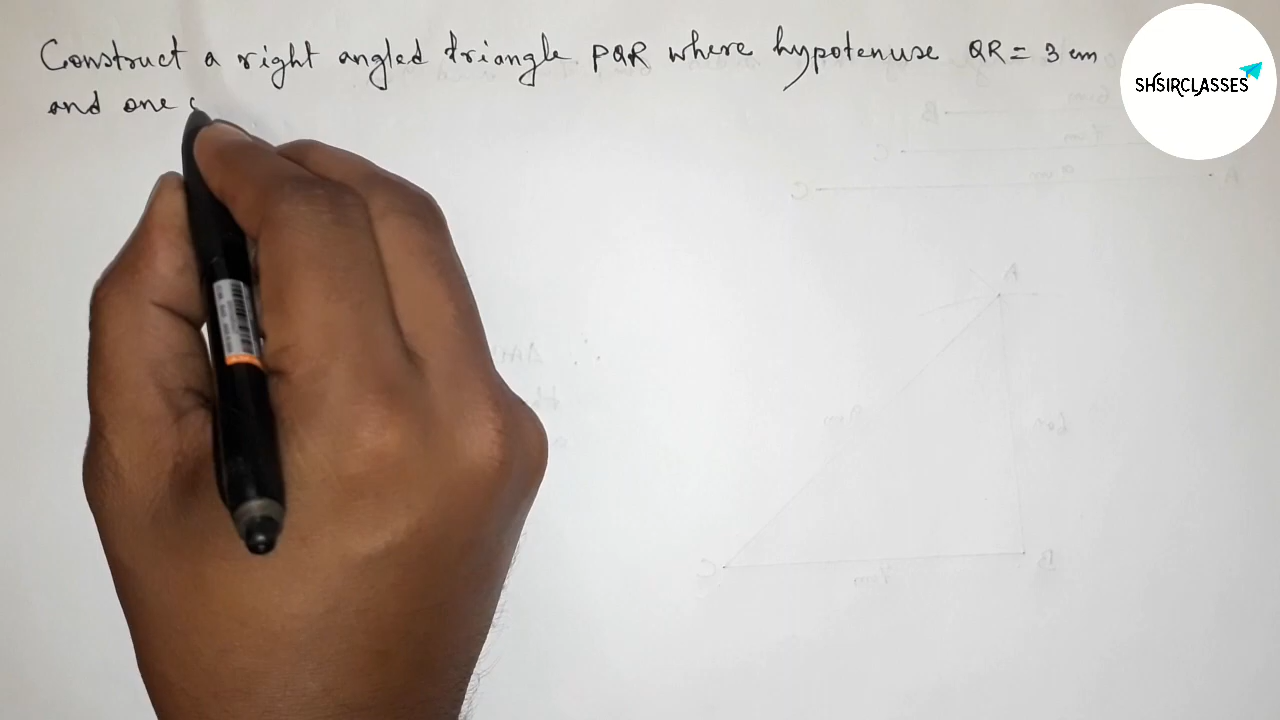 Construct a right angled triangle PQR where hypotenuse QR = 3 cm
and one
SHSIRCLASSES